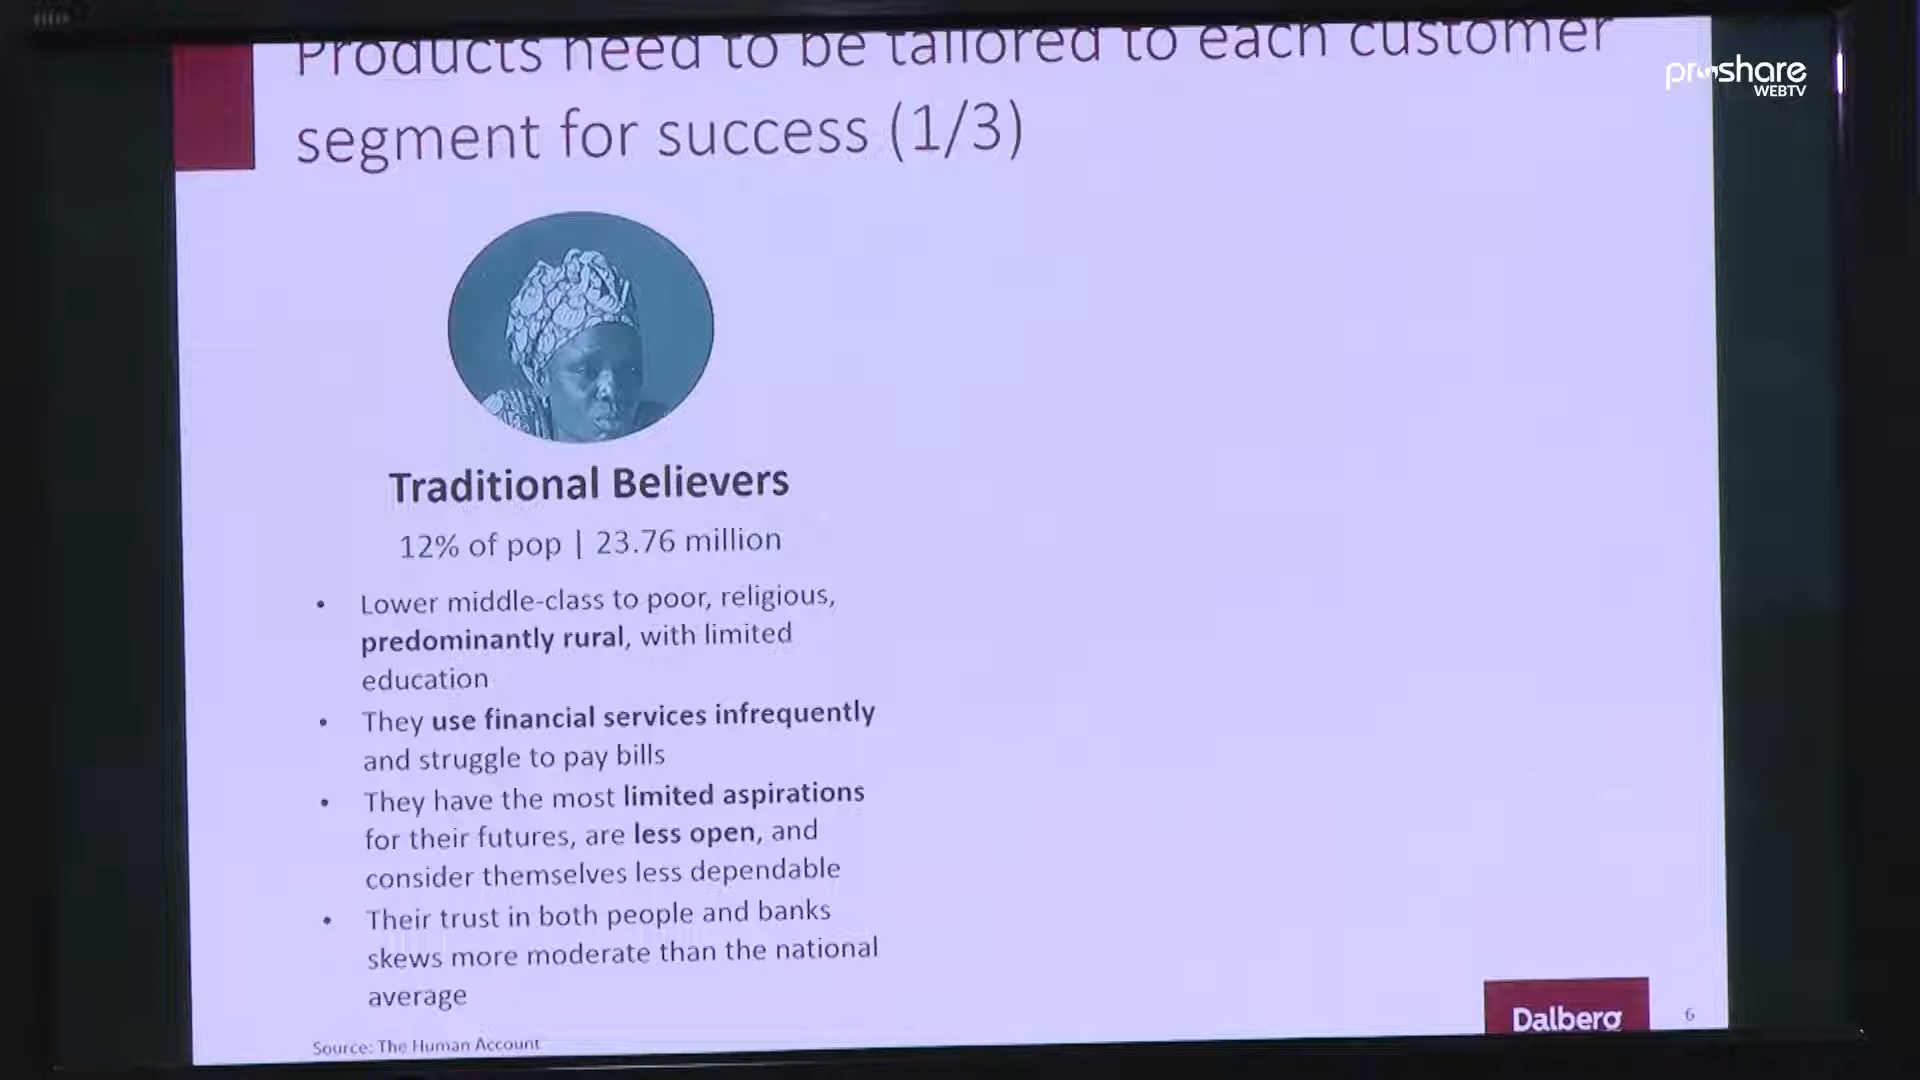 Products need to be tailored to each customer
segment for success (1/3)
proshare
WEBTV
Traditional Believers
12% of pop | 23.76 million
• Lower middle-class to poor, religious,
predominantly rural, with limited
education
• They use financial services infrequently
and struggle to pay bills
• They have the most limited aspirations
for their futures, are less open, and
consider themselves less dependable
• Their trust in both people and banks
skews more moderate than the national
average
Source: The Human Account
Dalberg
6